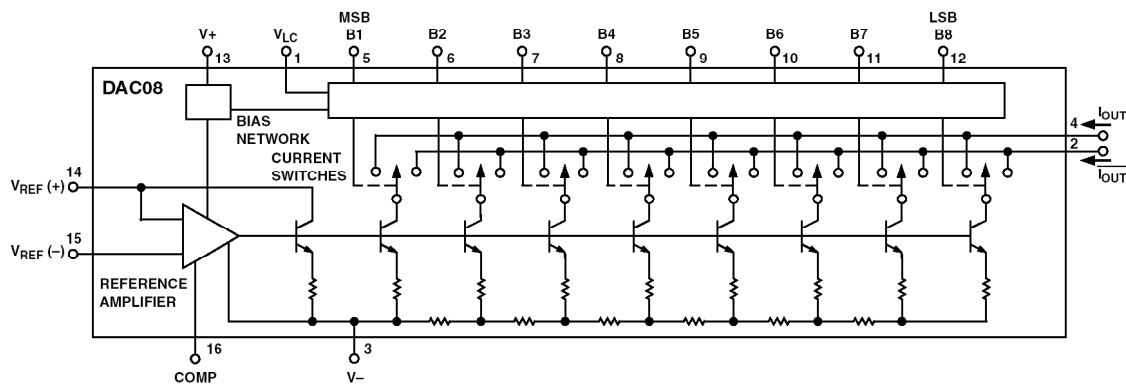 MSB LSB
V+ VLC B1 B2 B3 B4 B5 B6 B7 B8
13 1 5 6 7 8 9 10 11 12
DAC08
BIAS
NETWORK
CURRENT
SWITCHES
4 IOUT
2 IOUT
14
VREF (+)
15
VREF (–)
REFERENCE
AMPLIFIER
16 3
COMP V–